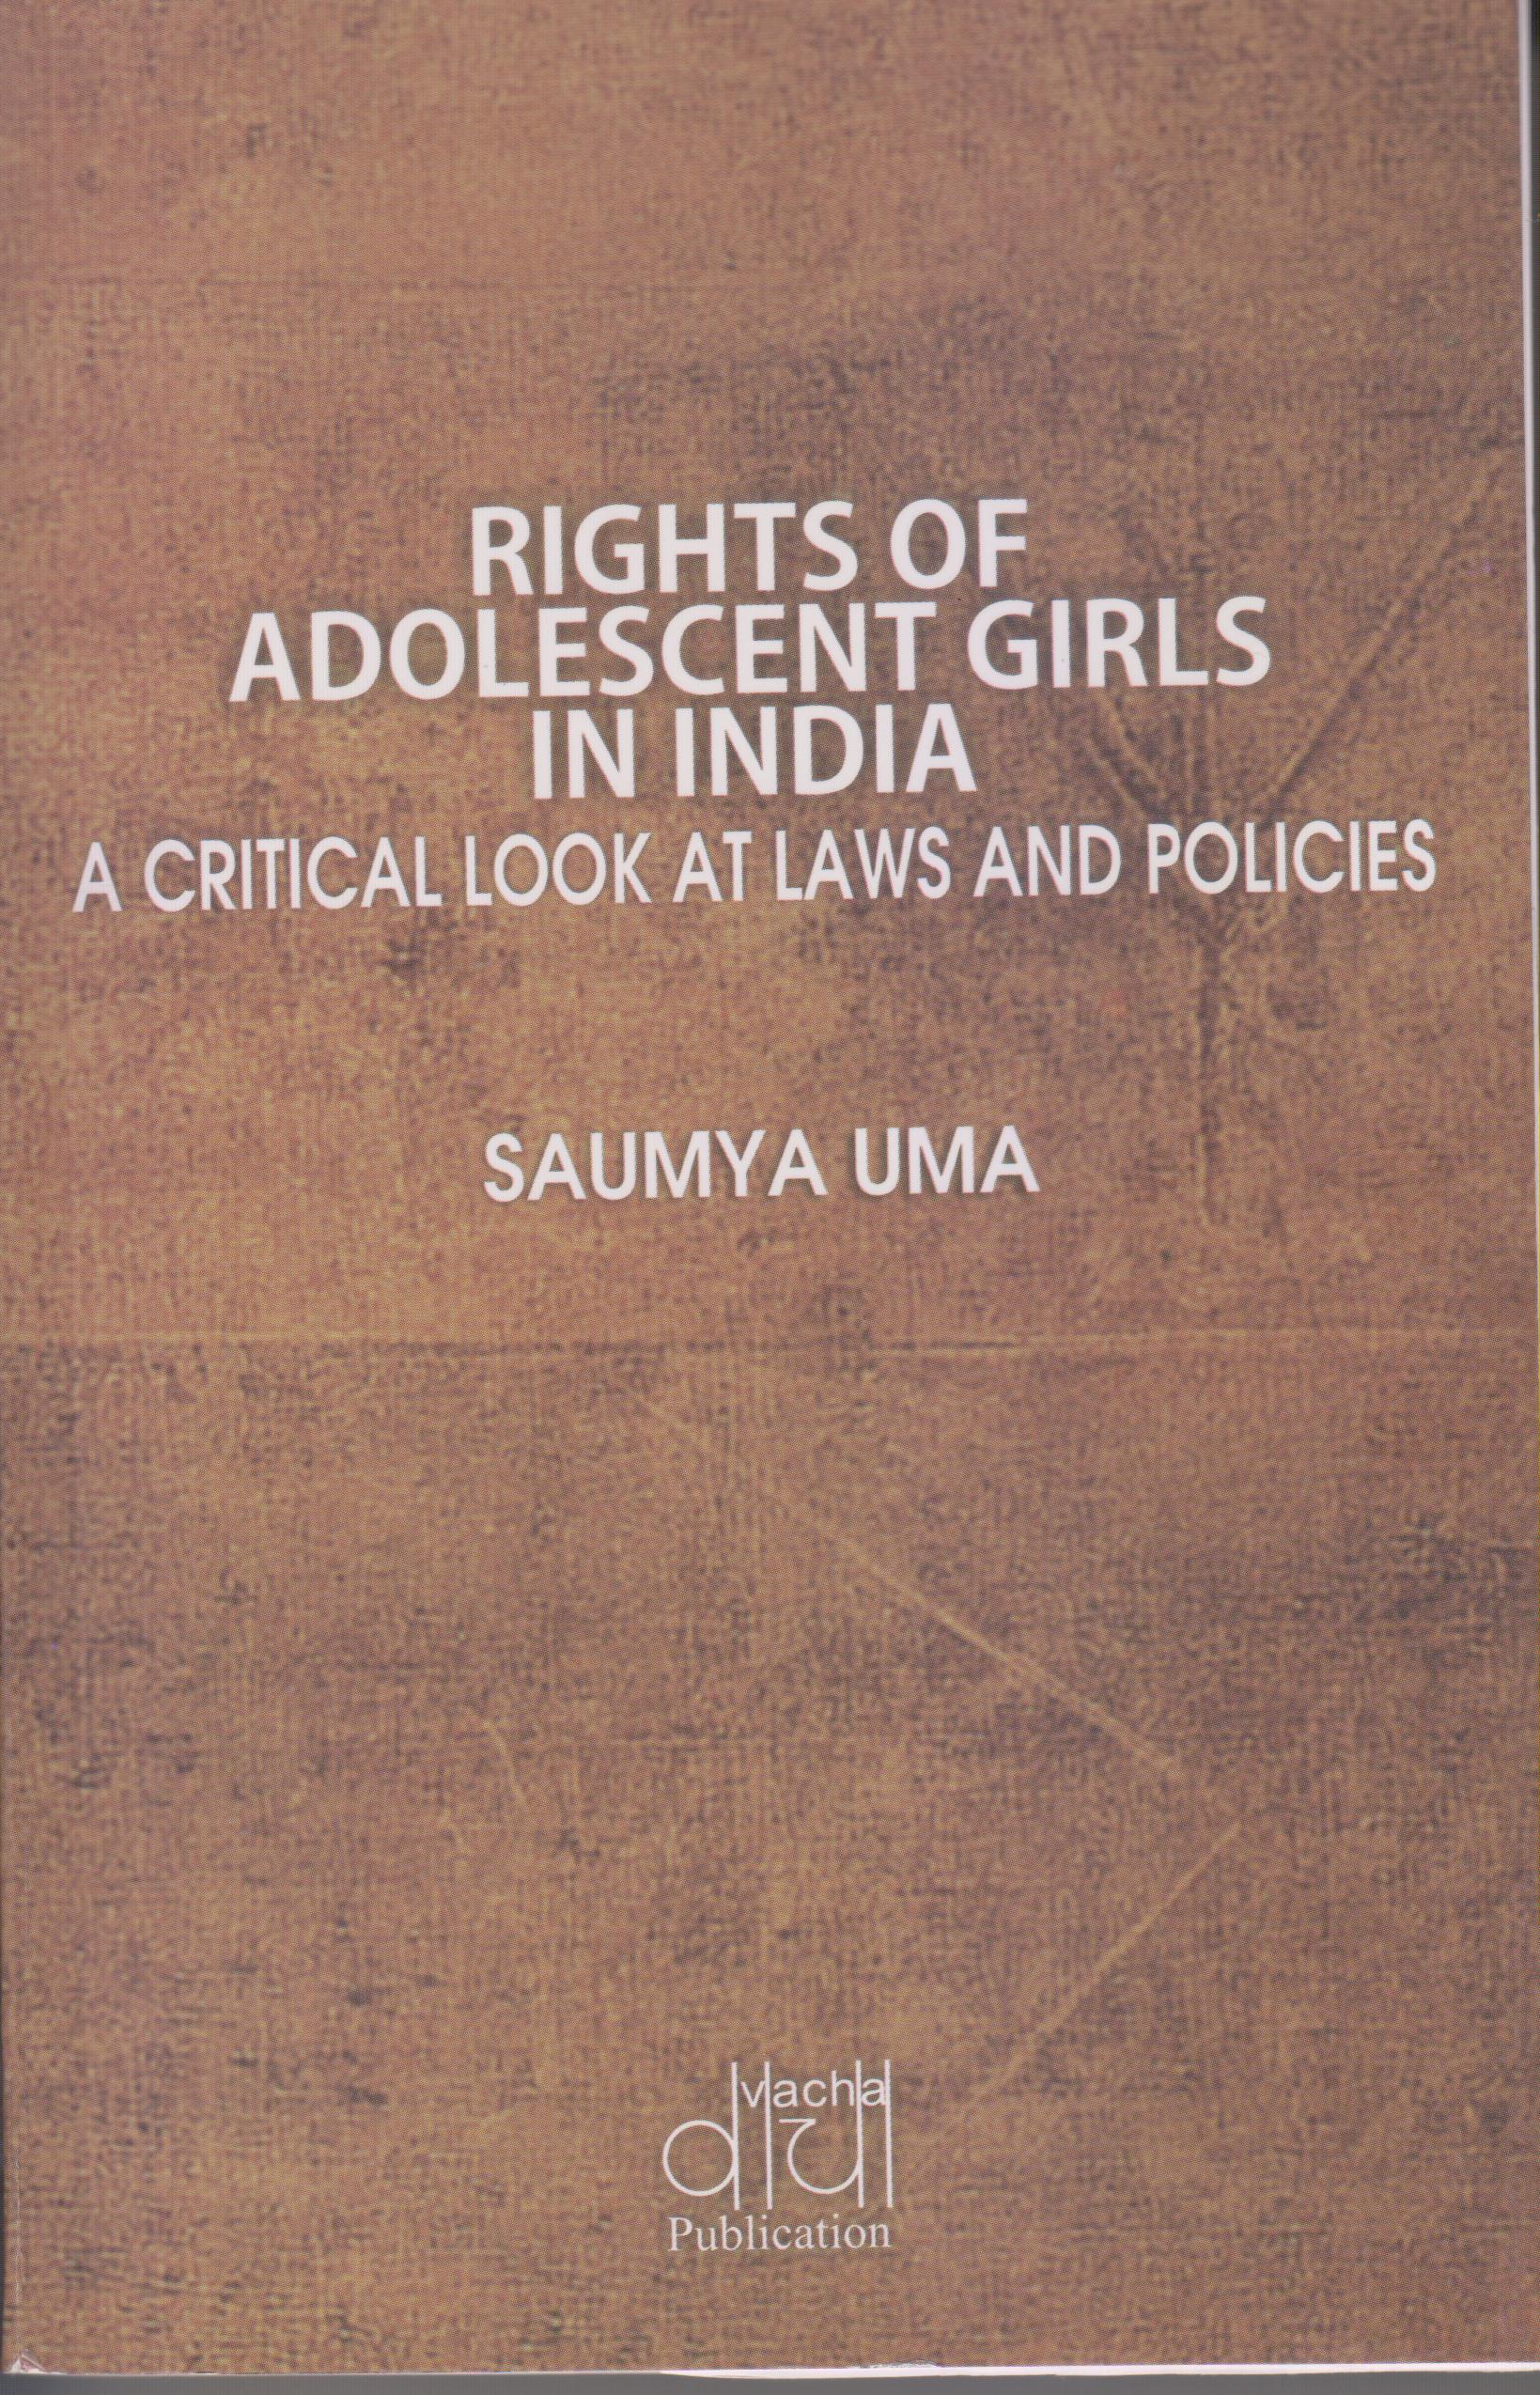 RIGHTS OF
ADOLESCENT GIRLS
IN INDIA
A CRITICAL LOOK AT LAWS AND POLICIES
SAUMYA UMA
vacha
वाचा
Publication